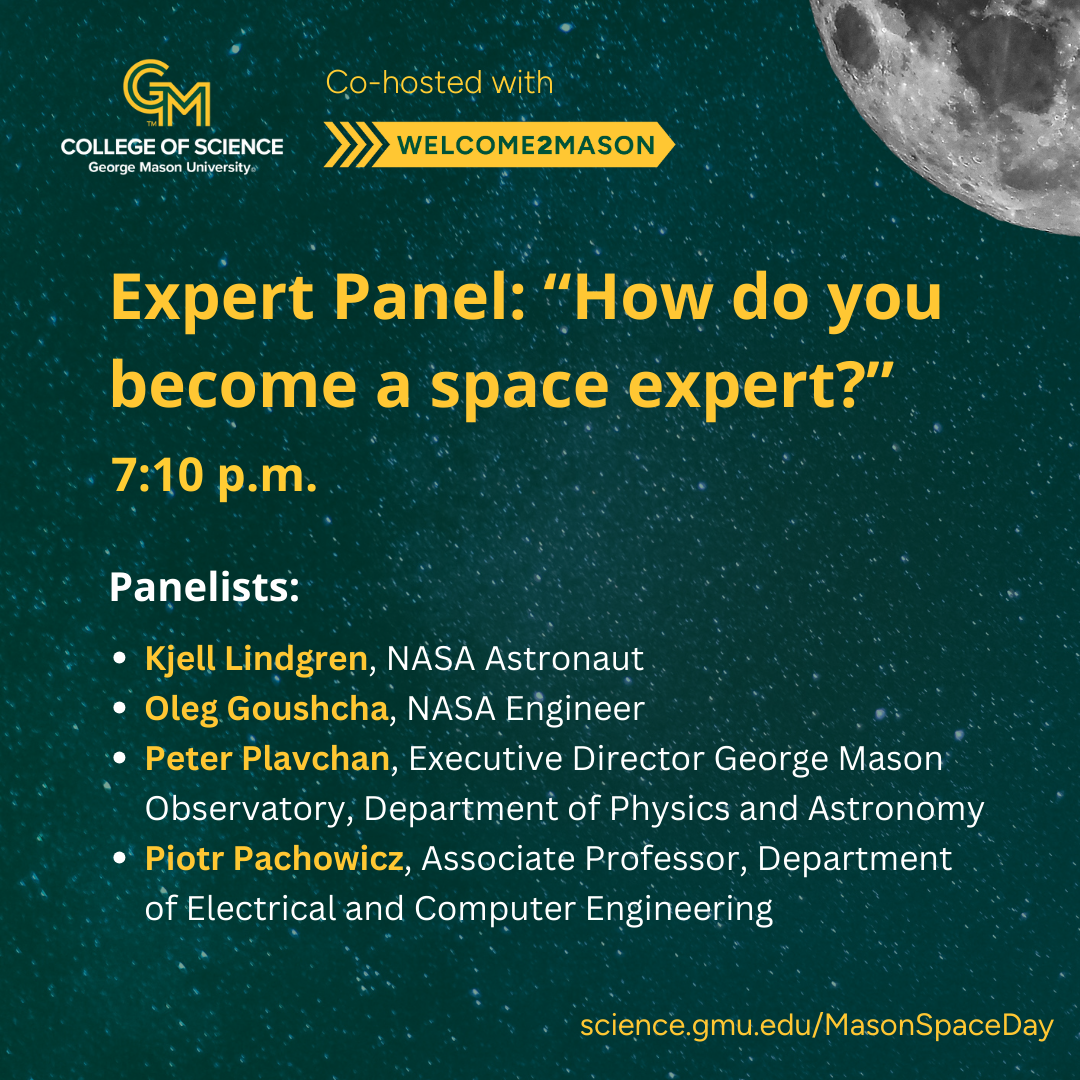 GM
TM
COLLEGE OF SCIENCE
George Mason University®
Co-hosted with
WELCOME2MASON
Expert Panel: “How do you
become a space expert?”
7:10 p.m.
Panelists:
• Kjell Lindgren, NASA Astronaut
• Oleg Goushcha, NASA Engineer
• Peter Plavchan, Executive Director George Mason
Observatory, Department of Physics and Astronomy
• Piotr Pachowicz, Associate Professor, Department
of Electrical and Computer Engineering
science.gmu.edu/MasonSpaceDay